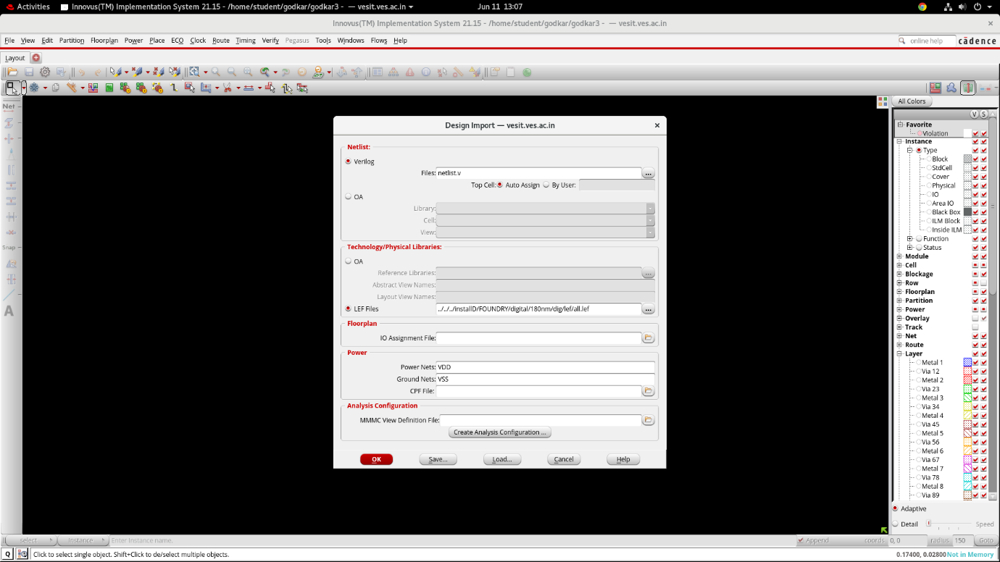 Activities Innovus(TM) Implementation System 21.15 - /home/student/godkar/godkar3 - — vesit.ves.ac.in Jun 11 13:07
Innovus(TM) Implementation System 21.15 - /home/student/godkar/godkar3 - — vesit.ves.ac.in ×
File View Edit Partition Floorplan Power Place ECO Clock Route Timing Verify Pegasus Tools Windows Flows Help online help cādence
Layout
All Colors
Net
Snap
A
Design Import — vesit.ves.ac.in ×
Netlist:
Verilog
Files: netlist.v ...
Top Cell: Auto Assign By User:
OA
Library:
Cell:
View:
Technology/Physical Libraries:
OA
Reference Libraries: ...
Abstract View Names:
Layout View Names:
LEF Files ../../../installD/FOUNDRY/digital/180nm/dig/lef/all.lef ...
Floorplan
IO Assignment File:
Power
Power Nets: VDD
Ground Nets: VSS
CPF File:
Analysis Configuration
MMMC View Definition File:
Create Analysis Configuration ...
OK Save... Load... Cancel Help
V S
Favorite
Violation
Instance
Type
Block
StdCell
Cover
Physical
IO
Area IO
Black Box
ILM Block
Inside ILM
Function
Status
Module
Cell
Blockage
Row
Floorplan
Partition
Power
Overlay
Track
Net
Route
Layer
Metal 1
Via 12
Metal 2
Via 23
Metal 3
Via 34
Metal 4
Via 45
Metal 5
Via 56
Metal 6
Via 67
Metal 7
Via 78
Metal 8
Via 89
Adaptive
Detail Speed
select Instance Enter Instance name. Append coords 0, 0 radius 150 Goto
Q Click to select single object. Shift+Click to de/select multiple objects. 0.17400, 0.02800 Not in Memory